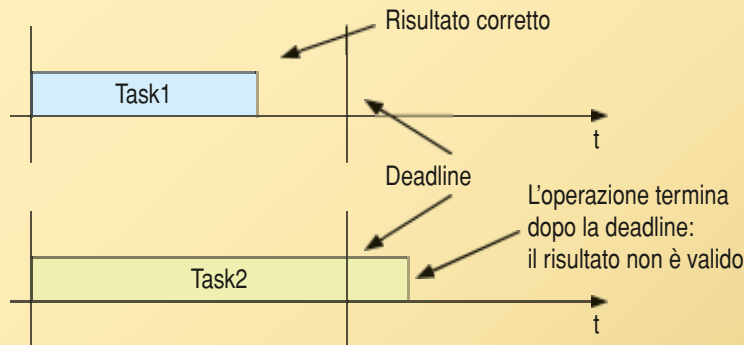 Risultato corretto
Task1
t
Deadline
L'operazione termina
dopo la deadline:
il risultato non è valido
Task2
t